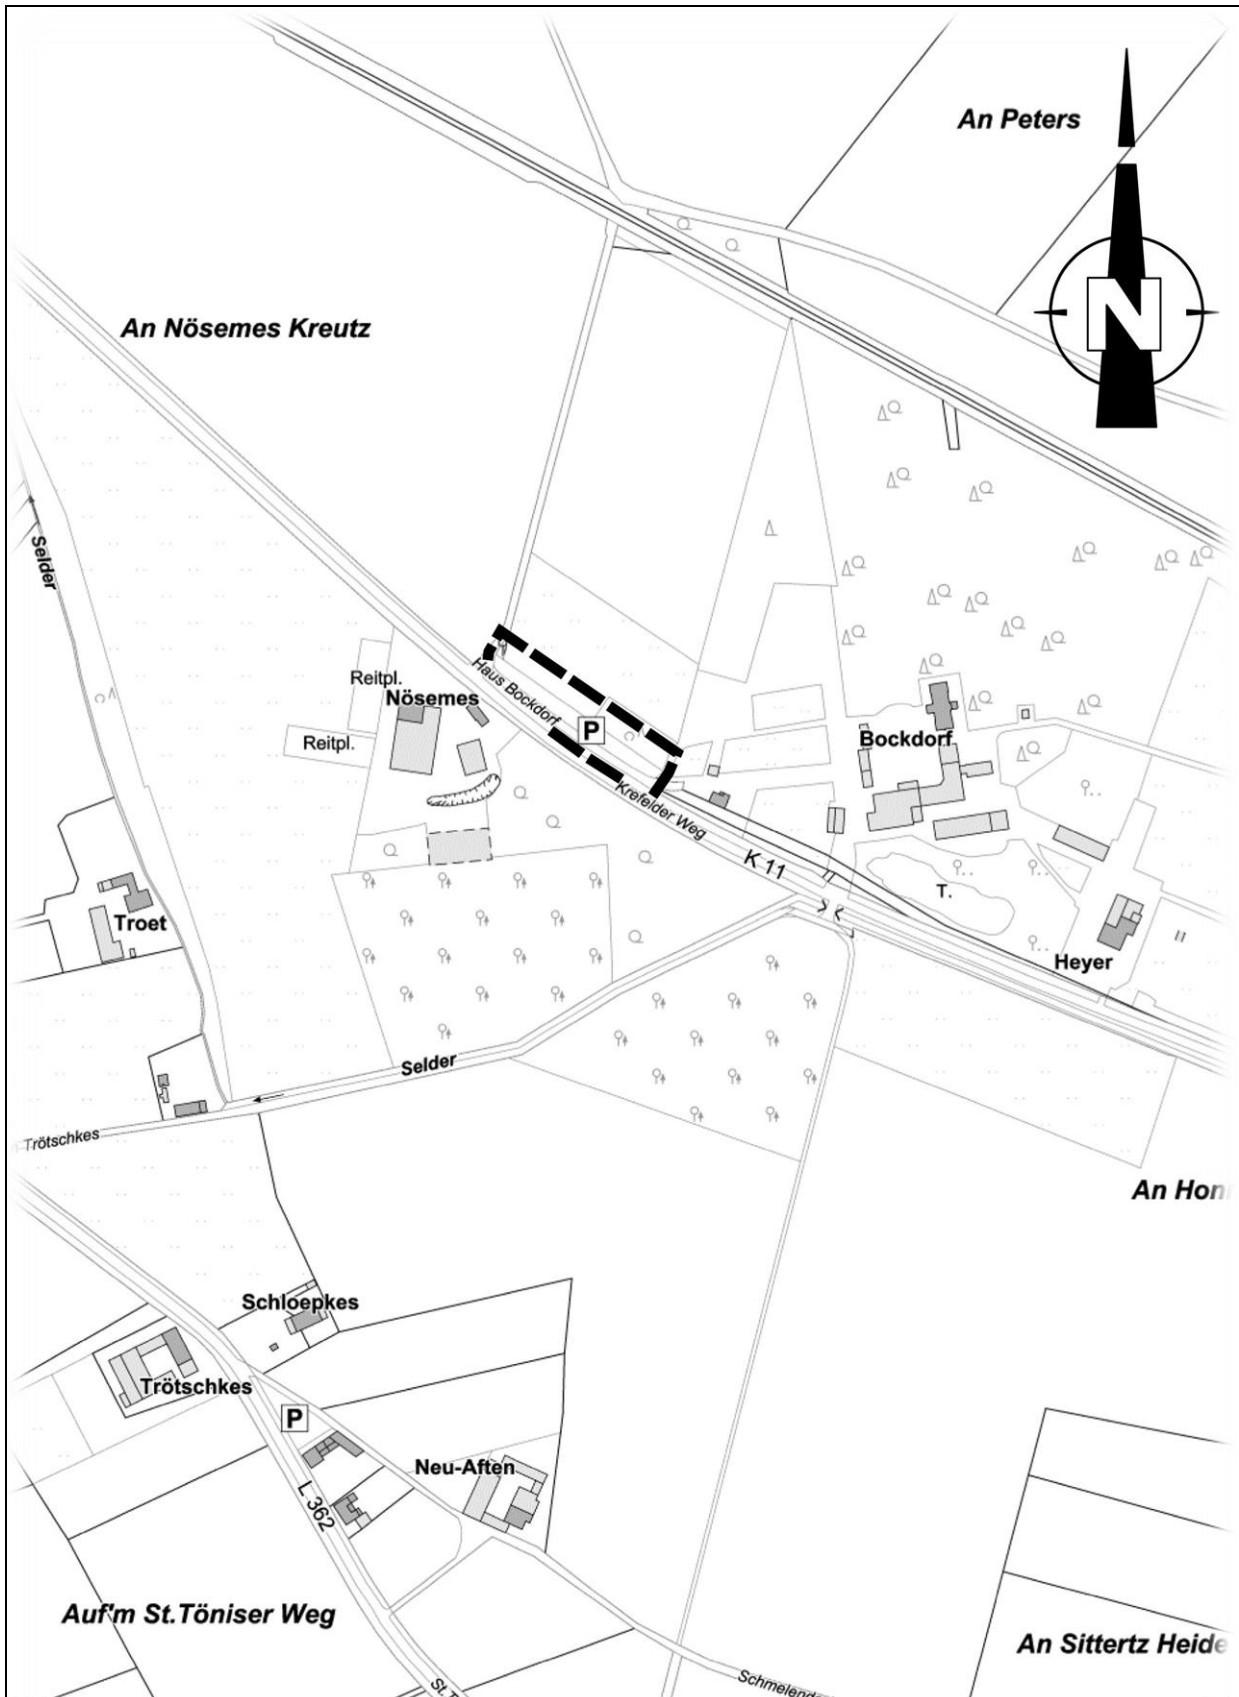 An Peters
N
An Nösemes Kreutz
Selder
Reitpl.
Nösemes
Haus Bockdorf
P
Reitpl.
Bockdorf
Krefelder Weg
K 11
T.
Troet
Heyer
Selder
Trötschkes
An Hon
Schloepkes
Trötschkes
P
Neu-Aften
L 362
Auf'm St.Töniser Weg
An Sittertz Heide